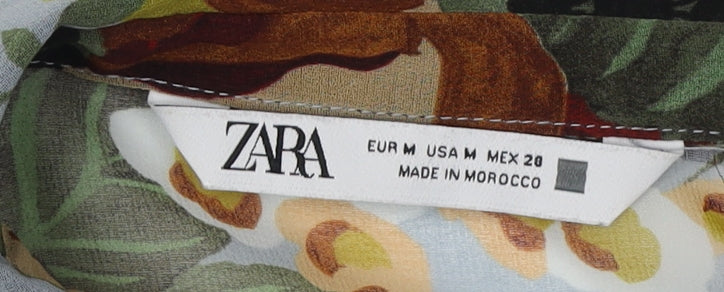 ZARA
EUR M USA M MEX 28
MADE IN MOROCCO